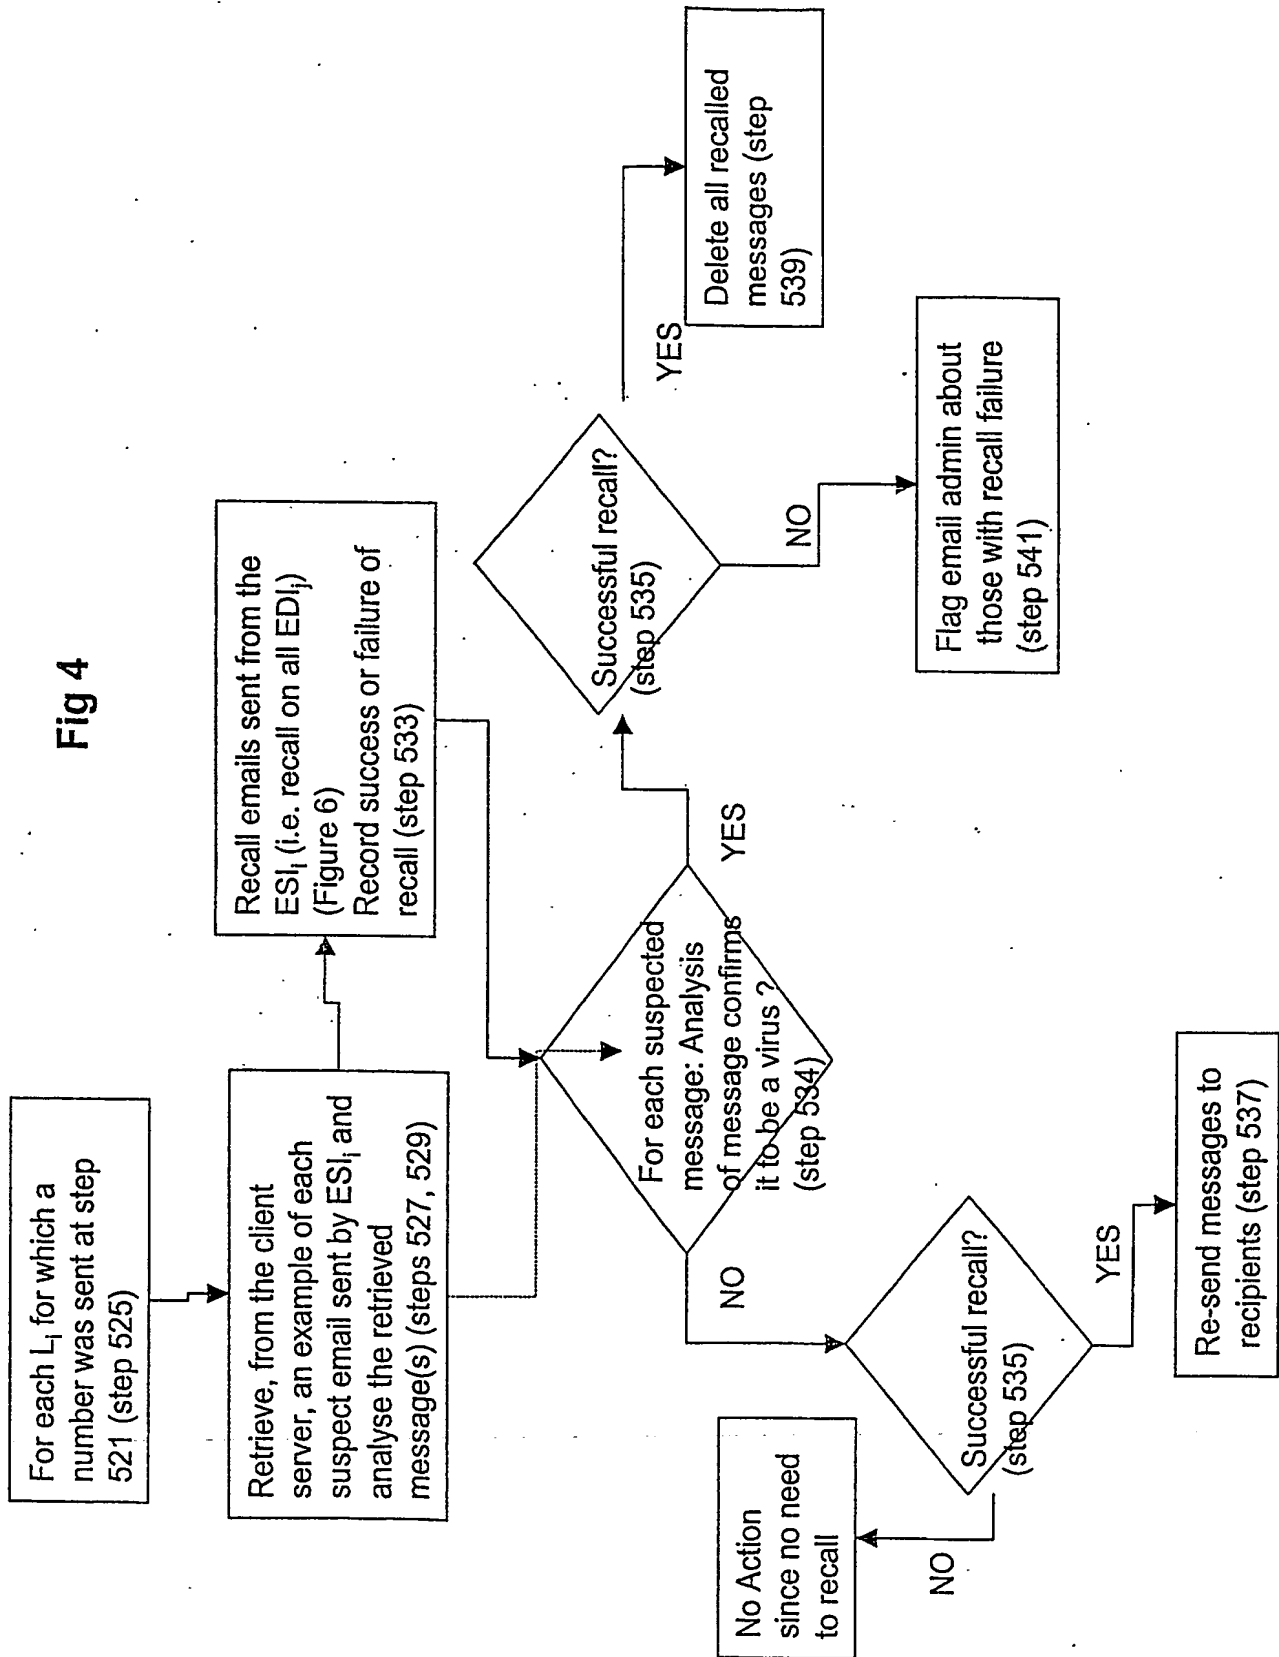 Fig 4
For each Li for which a
number was sent at step
521 (step 525)
Retrieve, from the client
server, an example of each
suspect email sent by ESIi and
analyse the retrieved
message(s) (steps 527, 529)
Recall emails sent from the
ESIi (i.e. recall on all EDIj)
(Figure 6)
Record success or failure of
recall (step 533)
For each suspected
message: Analysis
of message confirms
it to be a virus ?
(step 534)
NO
YES
Successful recall?
(step 535)
YES
Delete all recalled
messages (step
539)
NO
Flag email admin about
those with recall failure
(step 541)
Successful recall?
(step 535)
NO
No Action
since no need
to recall
YES
Re-send messages to
recipients (step 537)